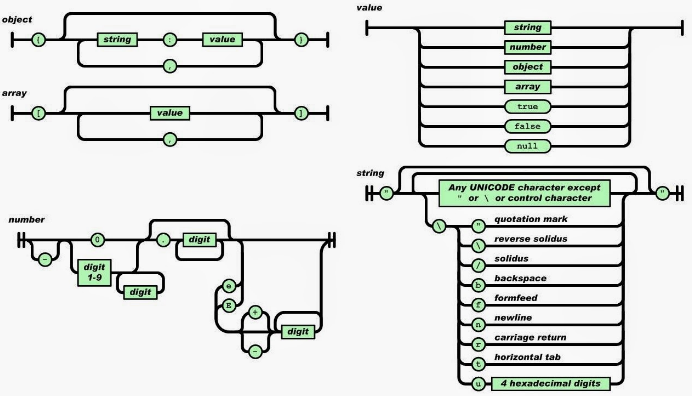 object
{ string : value }
,
array
[ value ]
,
value
string
number
object
array
true
false
null
string
" Any UNICODE character except "
" or \ or control character
\ " quotation mark
\ reverse solidus
/ solidus
b backspace
f formfeed
n newline
r carriage return
t horizontal tab
u 4 hexadecimal digits
number
0 . digit
-
digit
1-9
digit
e
E
+
digit
-